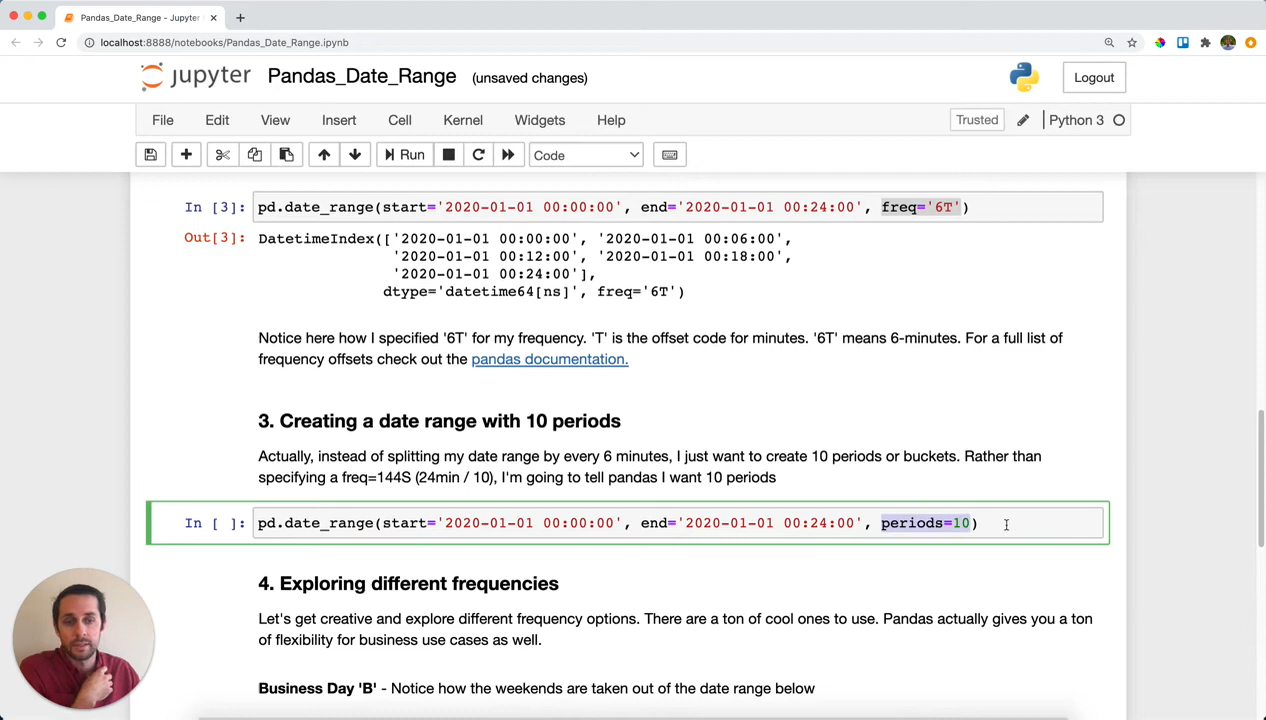 Pandas_Date_Range - Jupyter
localhost:8888/notebooks/Pandas_Date_Range.ipynb
jupyter Pandas_Date_Range (unsaved changes) Logout
File Edit View Insert Cell Kernel Widgets Help Trusted Python 3
Run Code
In [3]: pd.date_range(start='2020-01-01 00:00:00', end='2020-01-01 00:24:00', freq='6T')
Out[3]: DatetimeIndex(['2020-01-01 00:00:00', '2020-01-01 00:06:00',
'2020-01-01 00:12:00', '2020-01-01 00:18:00',
'2020-01-01 00:24:00'],
dtype='datetime64[ns]', freq='6T')
Notice here how I specified '6T' for my frequency. 'T' is the offset code for minutes. '6T' means 6-minutes. For a full list of
frequency offsets check out the pandas documentation.
3. Creating a date range with 10 periods
Actually, instead of splitting my date range by every 6 minutes, I just want to create 10 periods or buckets. Rather than
specifying a freq=144S (24min / 10), I'm going to tell pandas I want 10 periods
In [ ]: pd.date_range(start='2020-01-01 00:00:00', end='2020-01-01 00:24:00', periods=10)
4. Exploring different frequencies
Let's get creative and explore different frequency options. There are a ton of cool ones to use. Pandas actually gives you a ton
of flexibility for business use cases as well.
Business Day 'B' - Notice how the weekends are taken out of the date range below